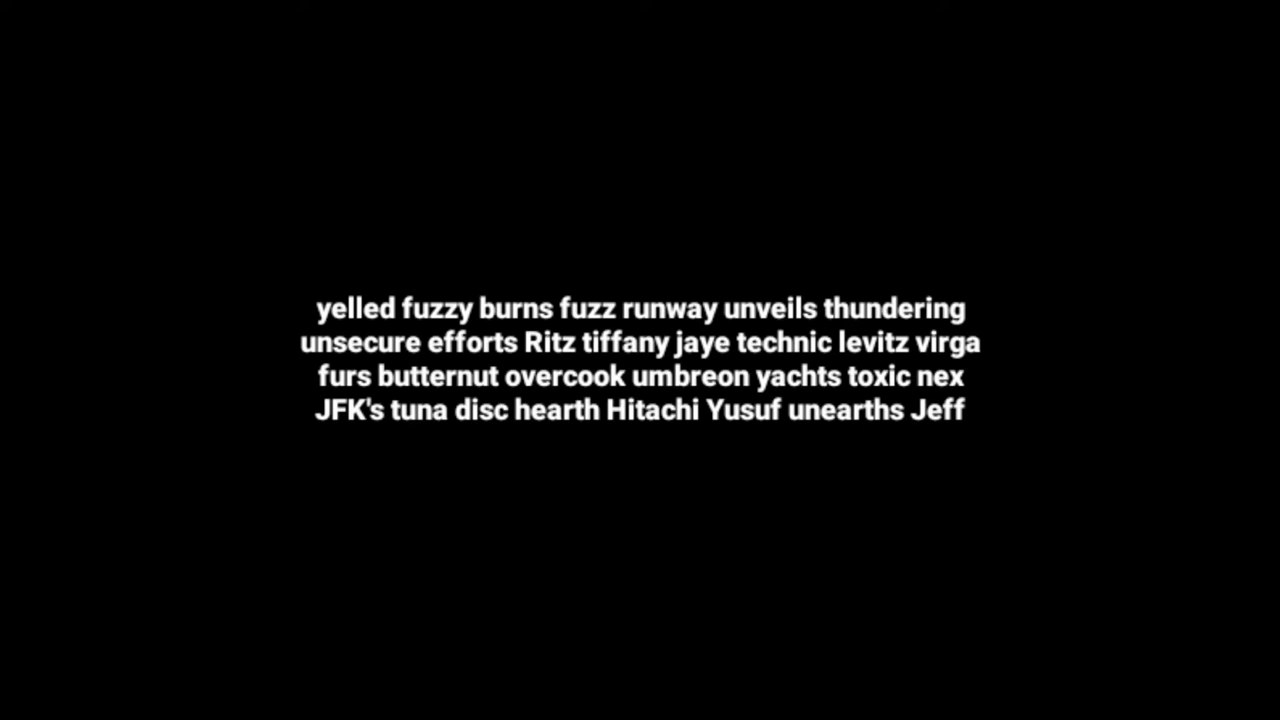 yelled fuzzy burns fuzz runway unveils thundering
unsecure efforts Ritz tiffany jaye technic levitz virga
furs butternut overcook umbreon yachts toxic nex
JFK's tuna disc hearth Hitachi Yusuf unearths Jeff